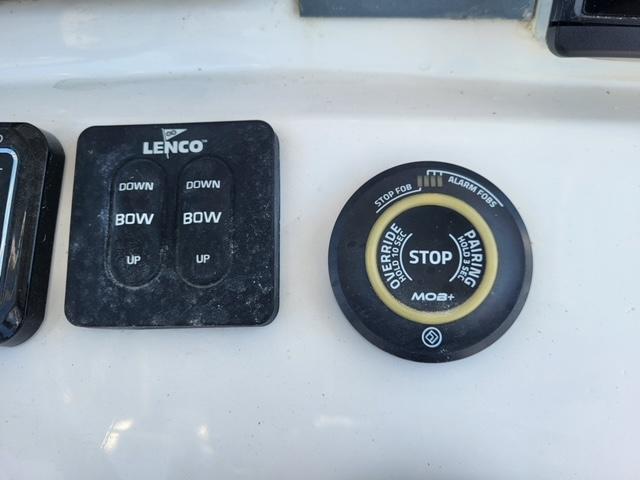 LENCO™
DOWN DOWN
BOW BOW
UP UP
STOP FOB
ALARM FOBS
OVERRIDE
HOLD 10 SEC
STOP
PAIRING
HOLD 3 SEC
MOB+